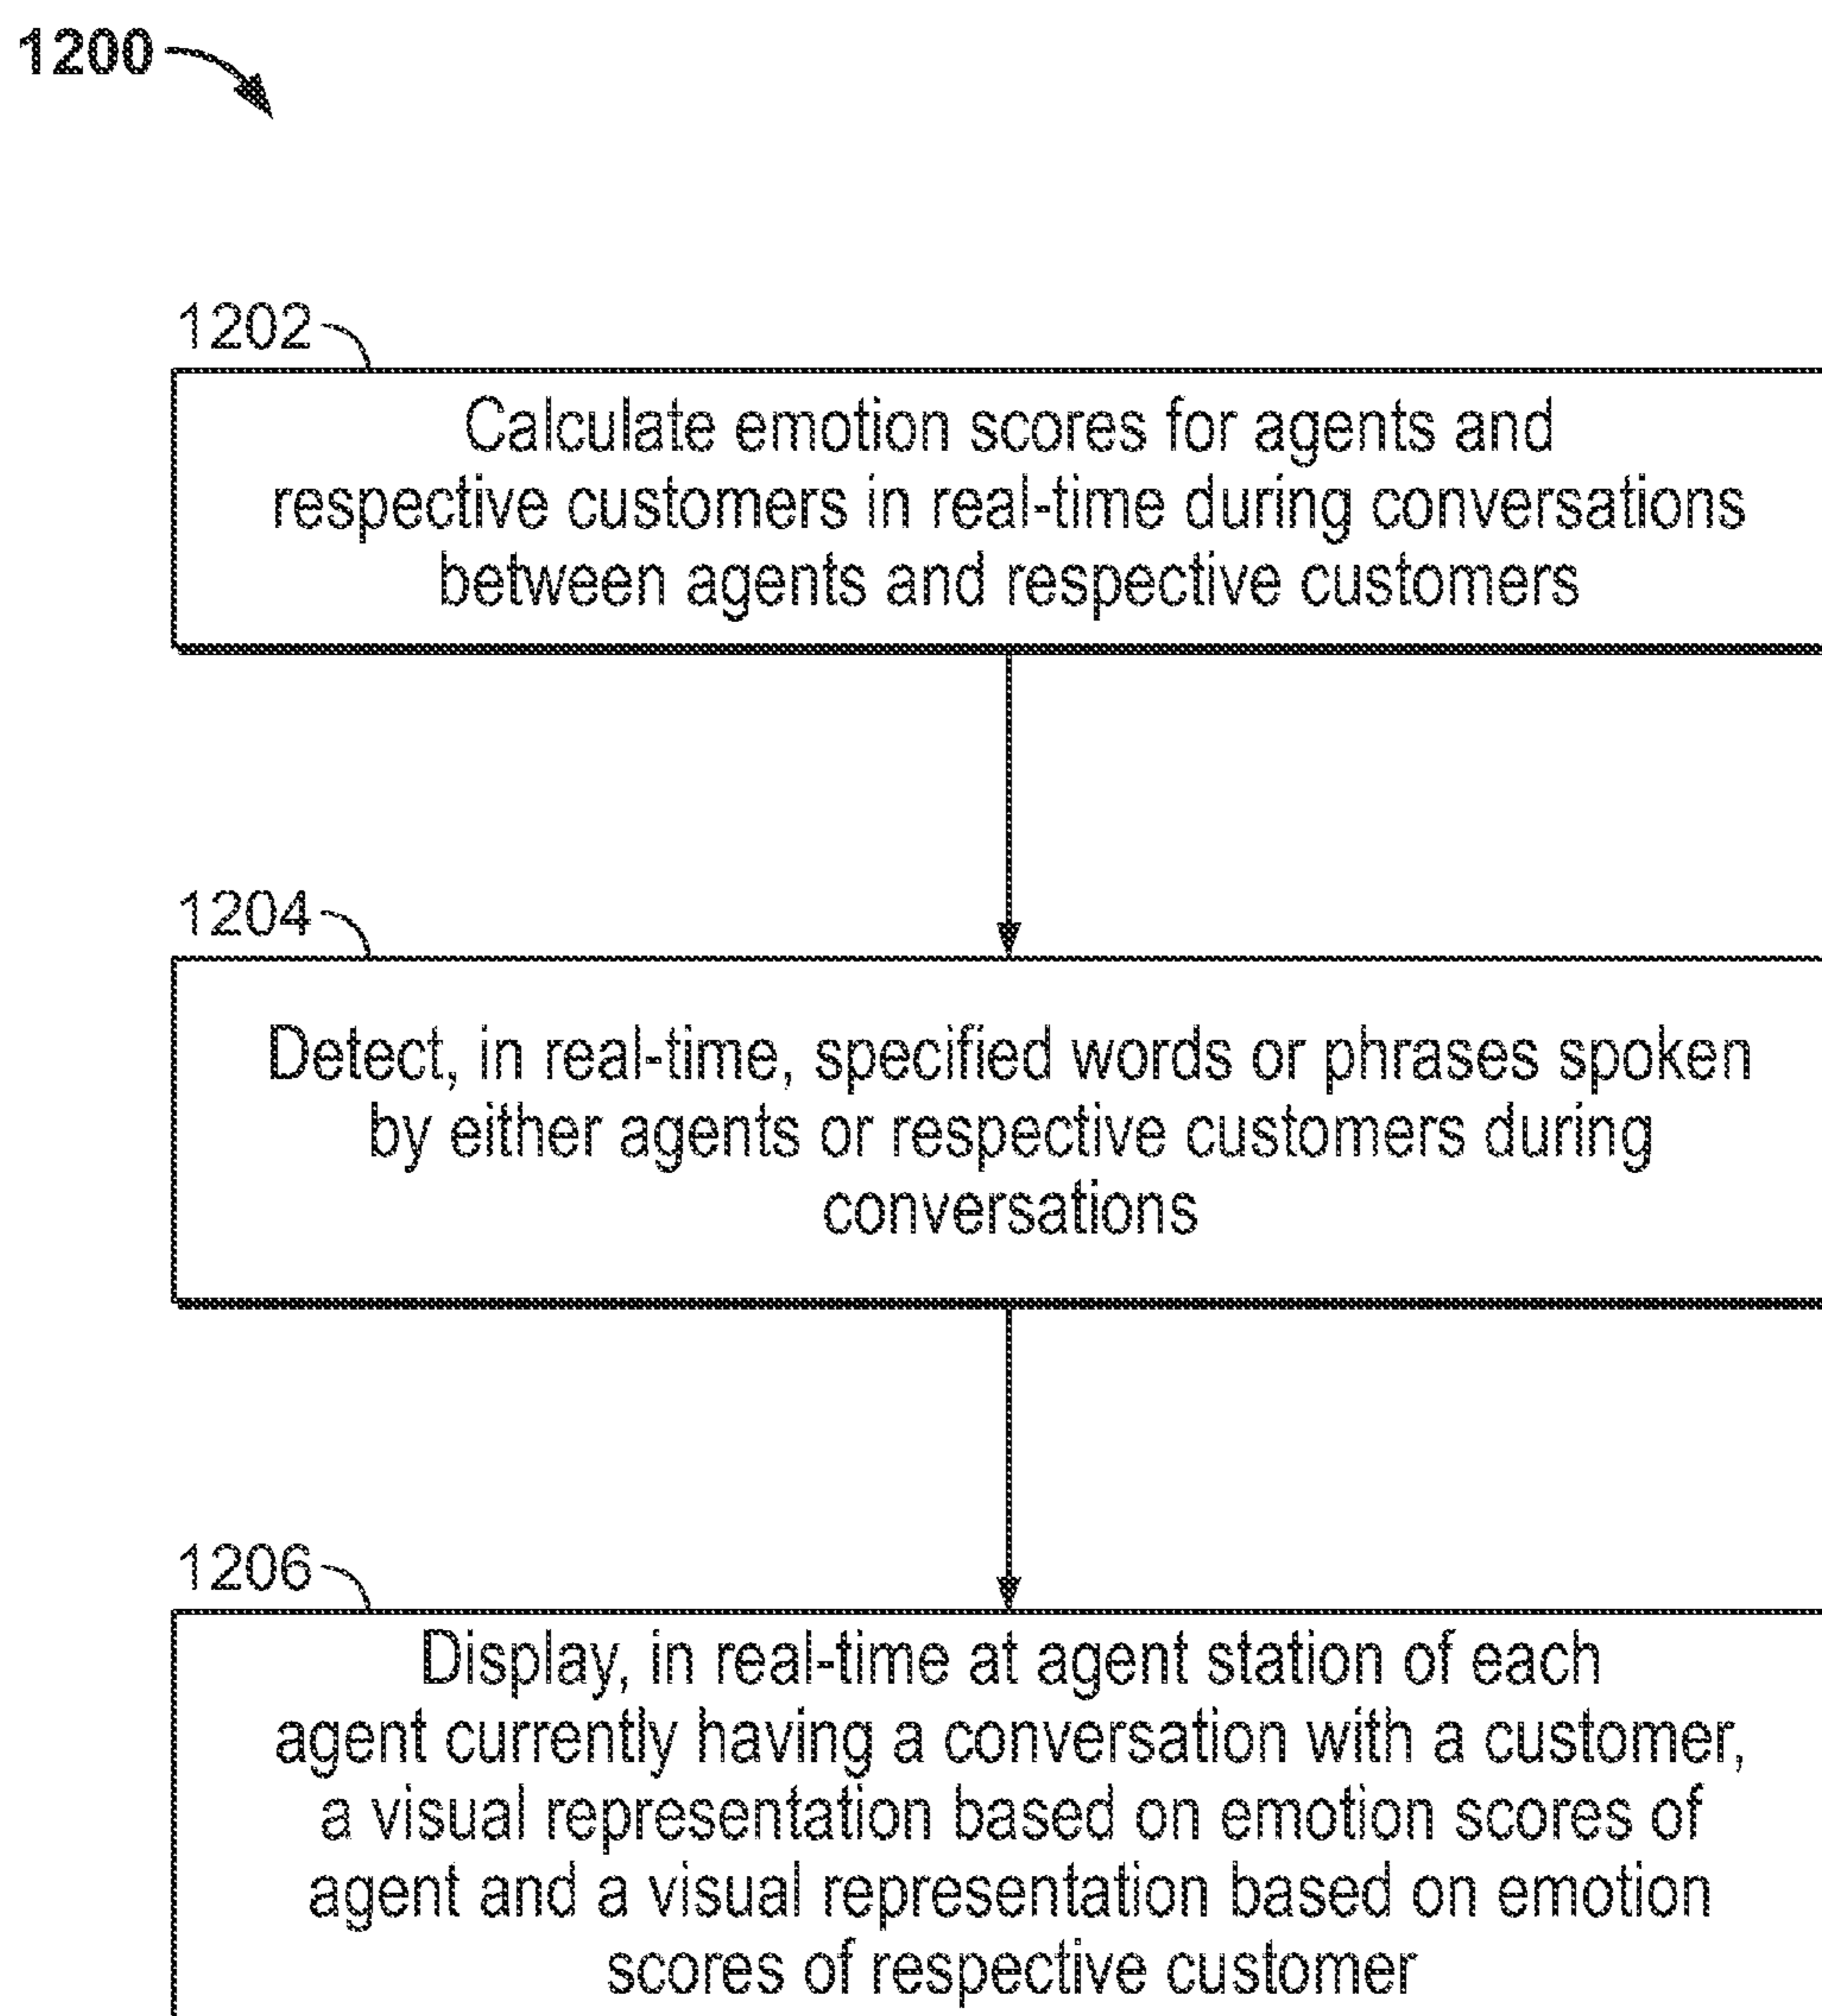 1200
1202
Calculate emotion scores for agents and
respective customers in real-time during conversations
between agents and respective customers
1204
Detect, in real-time, specified words or phrases spoken
by either agents or respective customers during
conversations
1206
Display, in real-time at agent station of each
agent currently having a conversation with a customer,
a visual representation based on emotion scores of
agent and a visual representation based on emotion
scores of respective customer